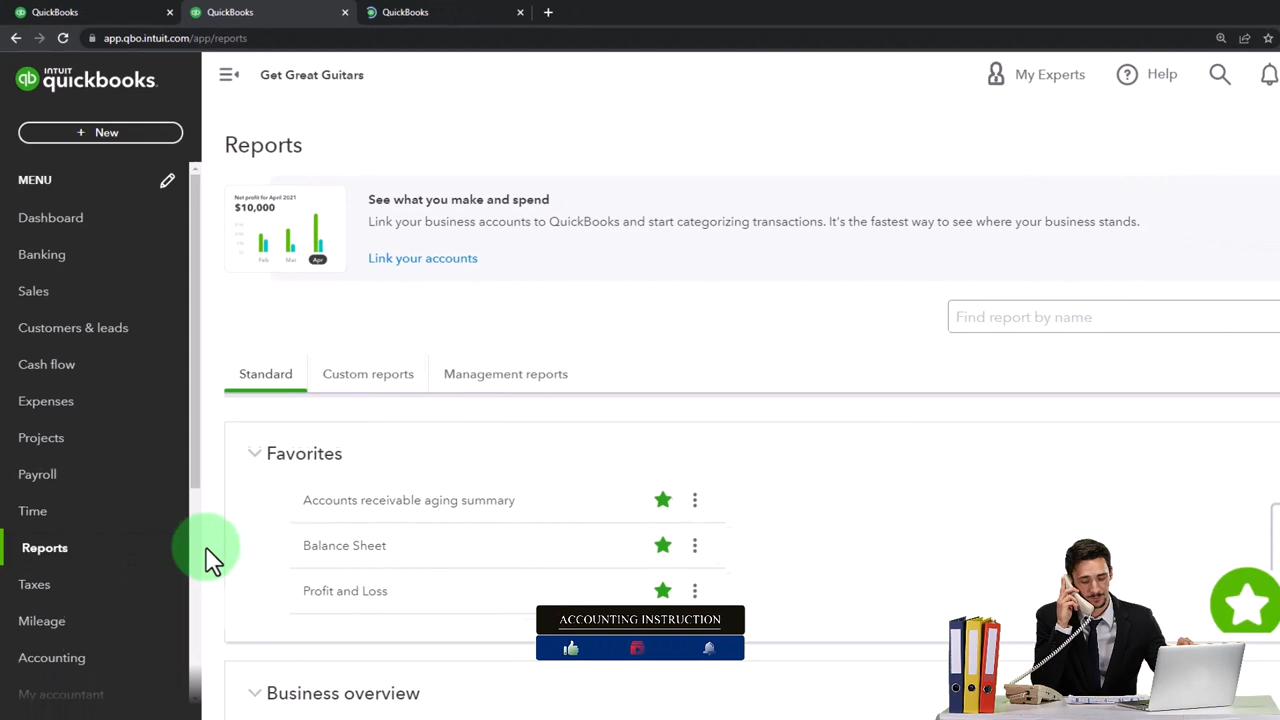 QuickBooks
QuickBooks
QuickBooks
app.qbo.intuit.com/app/reports
INTUIT
quickbooks.
Get Great Guitars
My Experts
Help
+ New
MENU
Dashboard
Banking
Sales
Customers & leads
Cash flow
Expenses
Projects
Payroll
Time
Reports
Taxes
Mileage
Accounting
My accountant
Reports
Net profit for April 2021
$10,000
Feb
Mar
Apr
See what you make and spend
Link your business accounts to QuickBooks and start categorizing transactions. It's the fastest way to see where your business stands.
Link your accounts
Find report by name
Standard
Custom reports
Management reports
Favorites
Accounts receivable aging summary
Balance Sheet
Profit and Loss
ACCOUNTING INSTRUCTION
Business overview